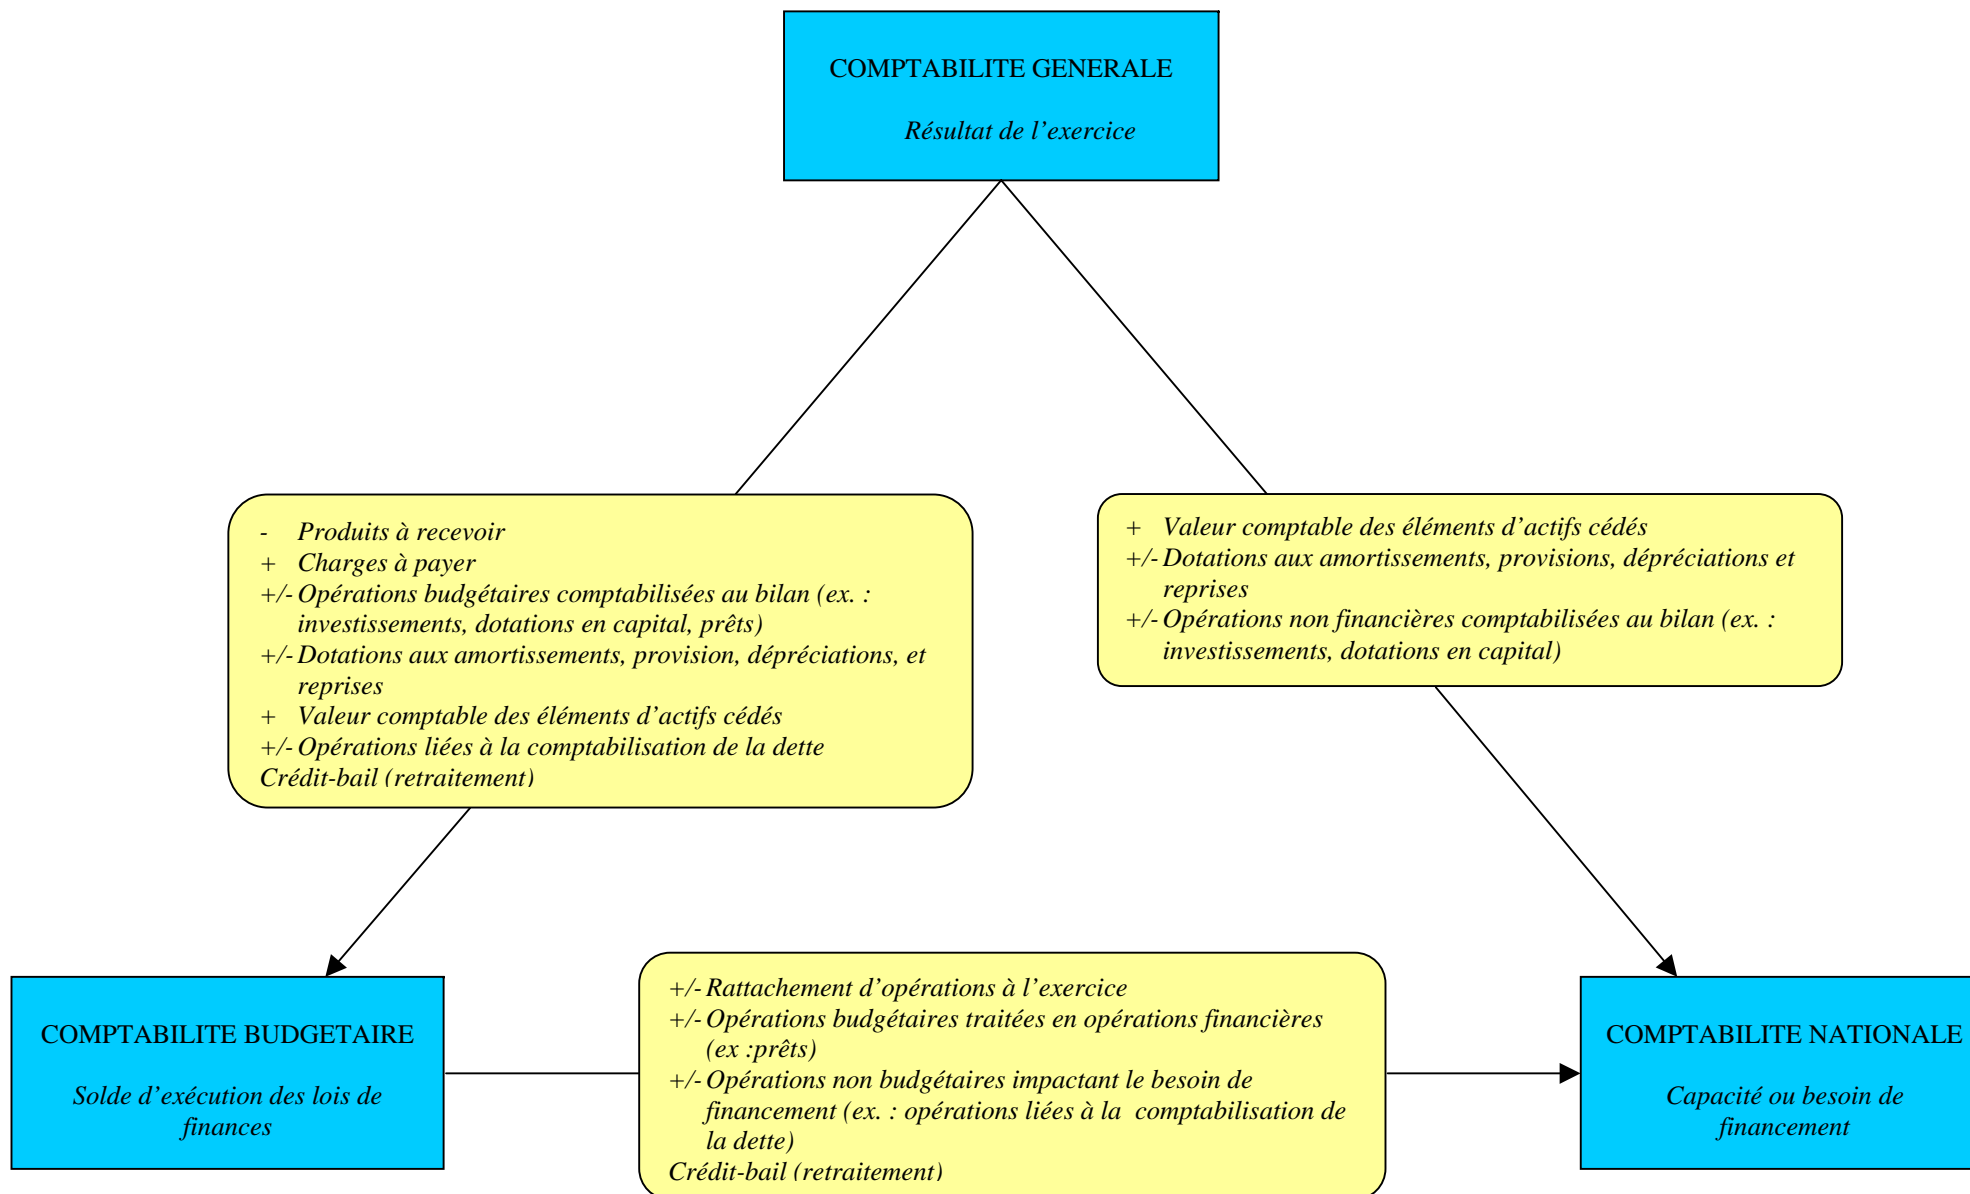 COMPTABILITE GENERALE
Résultat de l’exercice
- Produits à recevoir
+ Charges à payer
+/- Opérations budgétaires comptabilisées au bilan (ex. :
investissements, dotations en capital, prêts)
+/- Dotations aux amortissements, provision, dépréciations, et
reprises
+ Valeur comptable des éléments d’actifs cédés
+/- Opérations liées à la comptabilisation de la dette
Crédit-bail (retraitement)
+ Valeur comptable des éléments d’actifs cédés
+/- Dotations aux amortissements, provisions, dépréciations et
reprises
+/- Opérations non financières comptabilisées au bilan (ex. :
investissements, dotations en capital)
COMPTABILITE BUDGETAIRE
Solde d’exécution des lois de
finances
+/- Rattachement d’opérations à l’exercice
+/- Opérations budgétaires traitées en opérations financières
(ex :prêts)
+/- Opérations non budgétaires impactant le besoin de
financement (ex. : opérations liées à la comptabilisation de
la dette)
Crédit-bail (retraitement)
COMPTABILITE NATIONALE
Capacité ou besoin de
financement